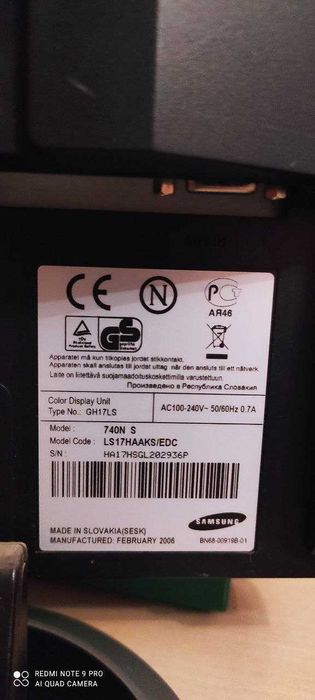 CE
N
РСТ
АЯ46
GS
Apparatet må kun tilkoples jordet stikkontakt.
Apparaten skall anslutas till jordat uttag när den ansluts till ett nätverk.
Laite on liitettävä suojamaadoituskoskettimilla varustettuun.
Произведено в Республике Словакия
Color Display Unit
Type No.: GH17LS
AC100-240V~ 50/60Hz 0.7A
Model : 740N S
Model Code : LS17HAAKS/EDC
S/N : HA17HSGL202936P
SAMSUNG
MADE IN SLOVAKIA(SESK)
MANUFACTURED: FEBRUARY 2006
BN68-00919B-01
REDMI NOTE 9 PRO
AI QUAD CAMERA